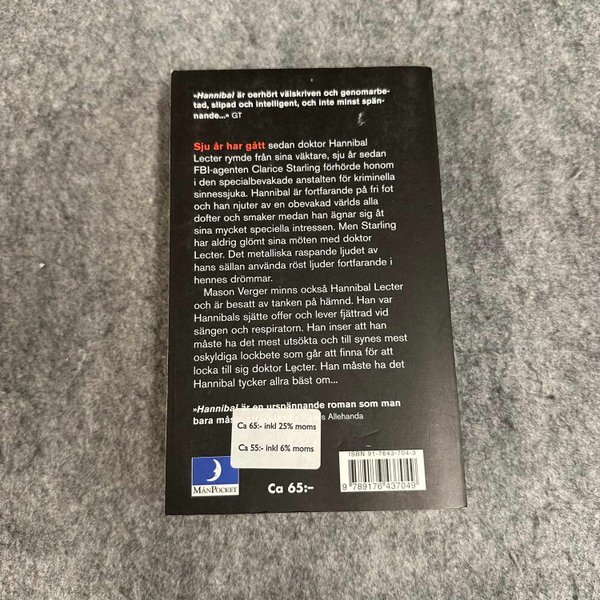 »Hannibal är oerhört välskriven och genomarbe-
tad, slipad och intelligent, och inte minst spän-
nande...« GT
Sju år har gått sedan doktor Hannibal
Lecter rymde från sina väktare, sju år sedan
FBI-agenten Clarice Starling förhörde honom
i den specialbevakade anstalten för kriminella
sinnessjuka. Hannibal är fortfarande på fri fot
och han njuter av en obevakad världs alla
dofter och smaker medan han ägnar sig åt
sina mycket speciella intressen. Men Starling
har aldrig glömt sina möten med doktor
Lecter. Det metalliska raspande ljudet av
hans sällan använda röst ljuder fortfarande i
hennes drömmar.
Mason Verger minns också Hannibal Lecter
och är besatt av tanken på hämnd. Han var
Hannibals sjätte offer och lever fjättrad vid
sängen och respiratorn. Han inser att han
måste ha det mest utsökta och till synes mest
oskyldiga lockbete som går att finna för att
locka till sig doktor Lecter. Han måste ha det
Hannibal tycker allra bäst om...
»Hannibal är en urspännande roman som man
bara mås s Allehanda
Ca 65:- inkl 25% moms
Ca 55:- inkl 6% moms
ISBN 91-7643-704-3
MÅNPOCKET
Ca 65:-
9 789176 437049